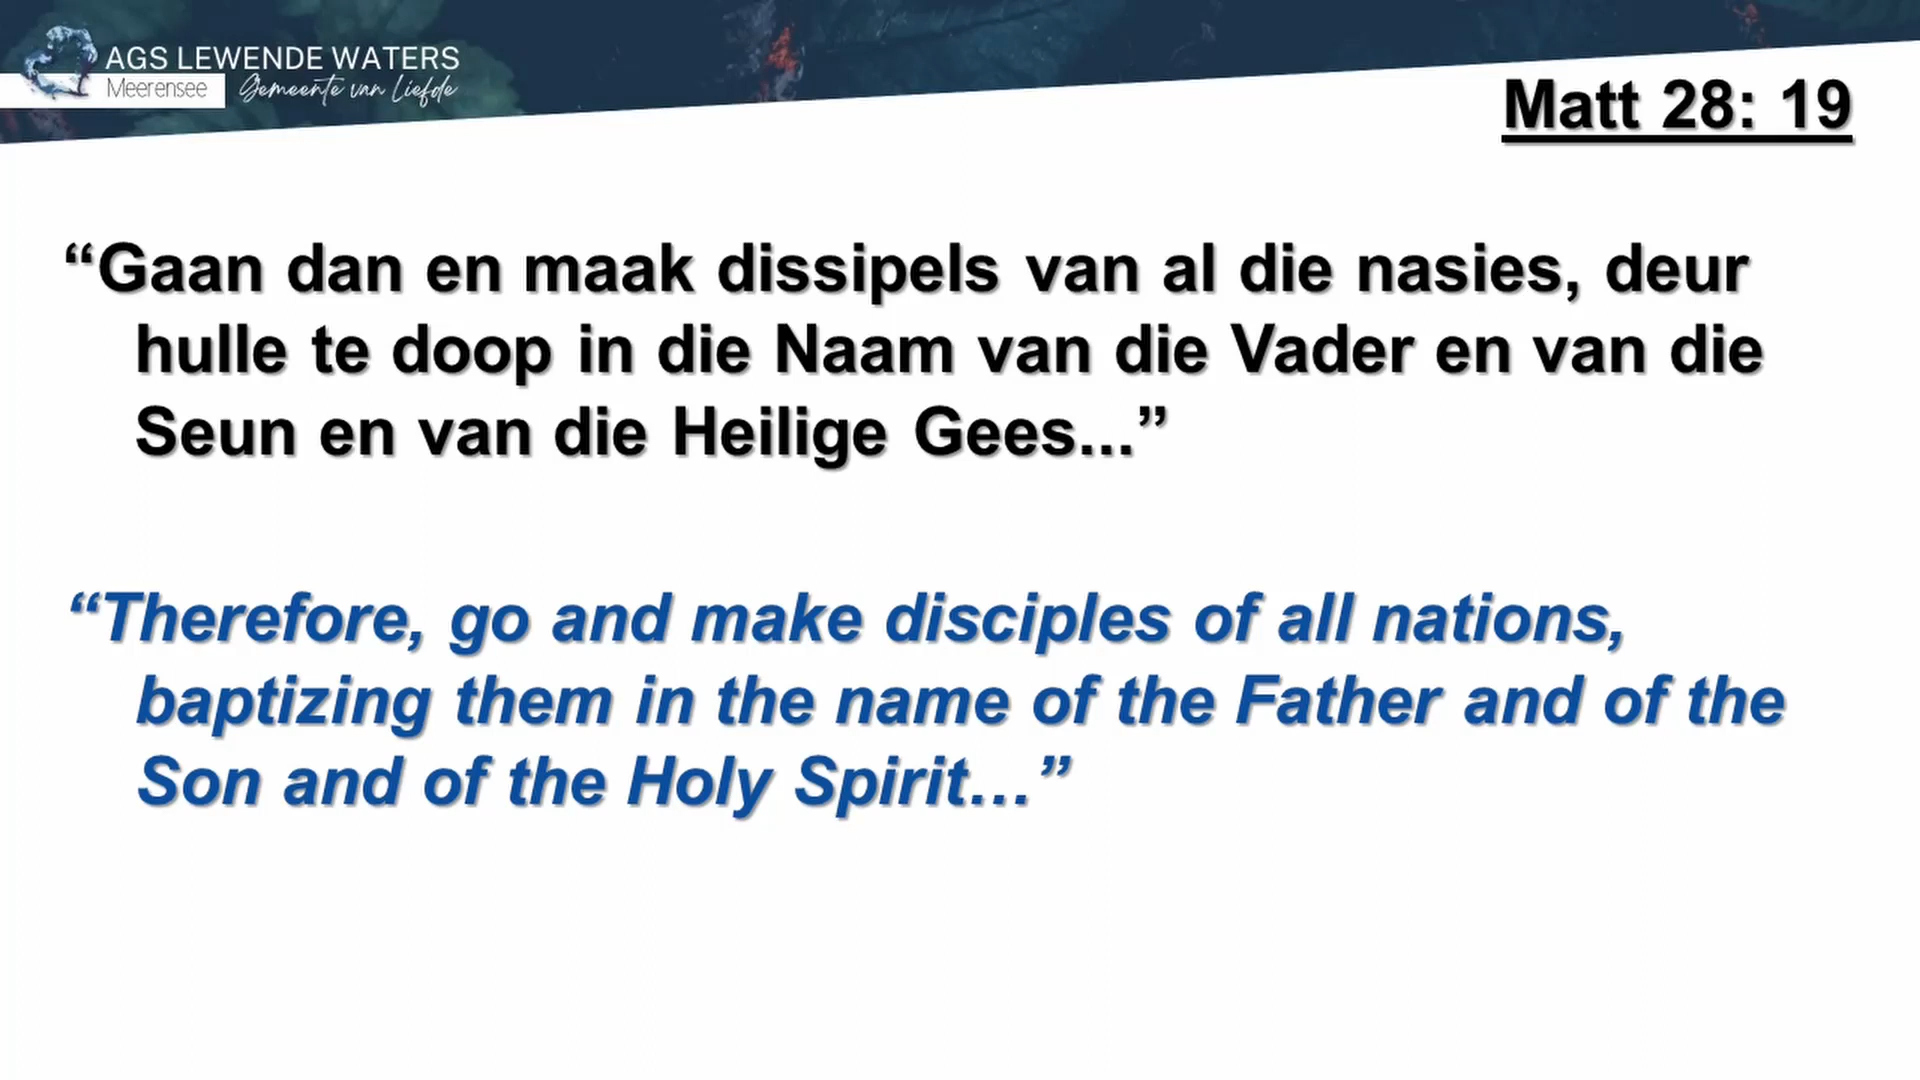 AGS LEWENDE WATERS
Meerensee Gemeente van Liefde
Matt 28: 19
“Gaan dan en maak dissipels van al die nasies, deur
hulle te doop in die Naam van die Vader en van die
Seun en van die Heilige Gees...”
“Therefore, go and make disciples of all nations,
baptizing them in the name of the Father and of the
Son and of the Holy Spirit…”